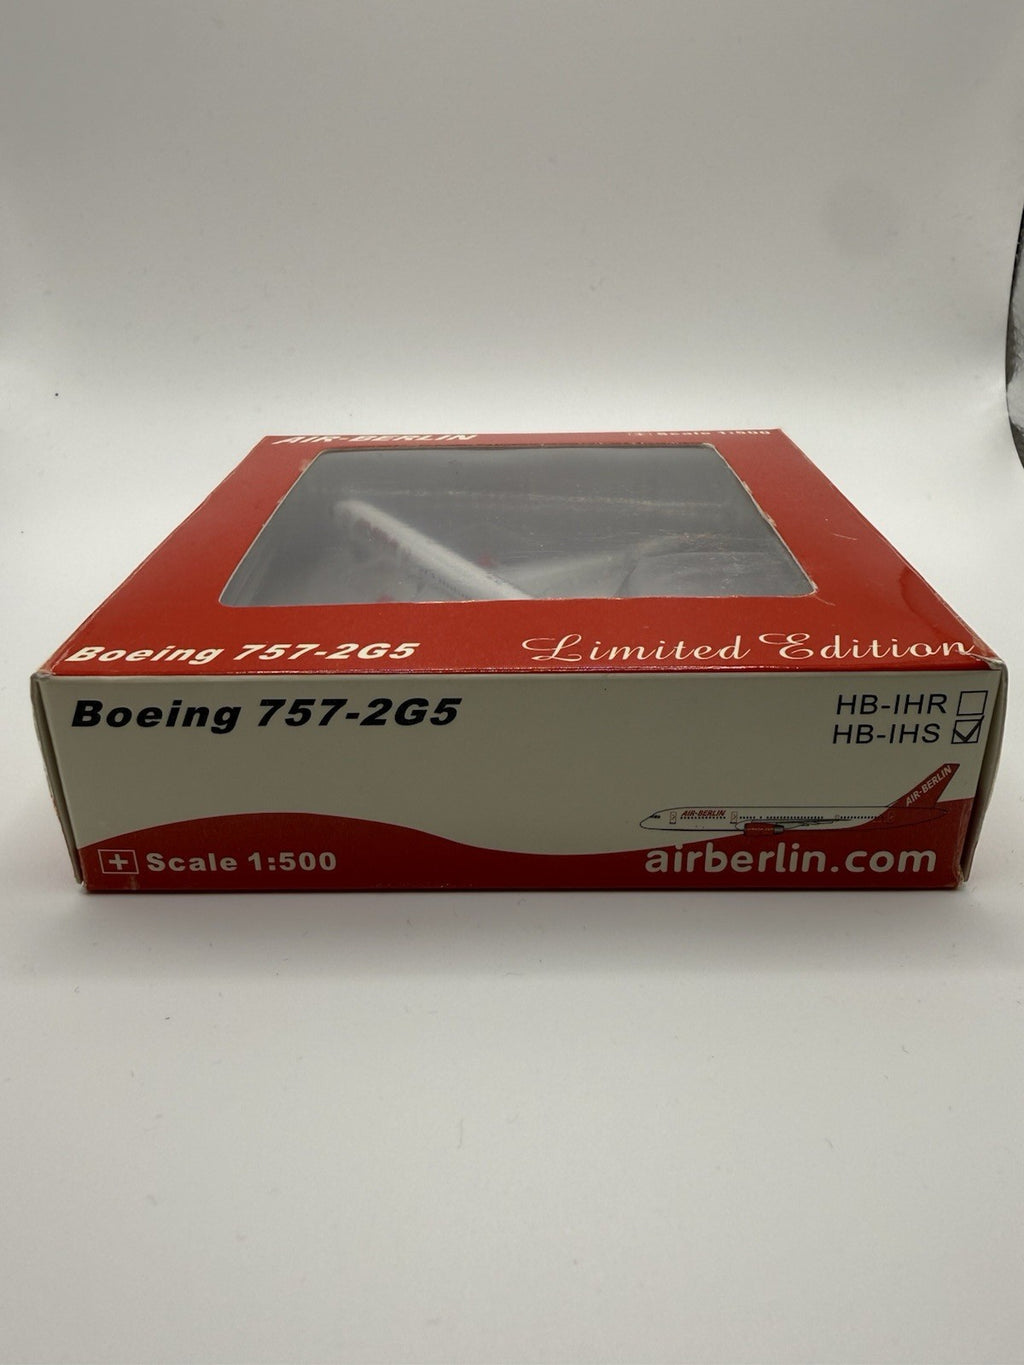 AIR-BERLIN
Scale 1:500
Boeing 757-2G5
Limited Edition
Boeing 757-2G5
HB-IHR
HB-IHS
AIR-BERLIN
AIR-BERLIN
Scale 1:500
airberlin.com